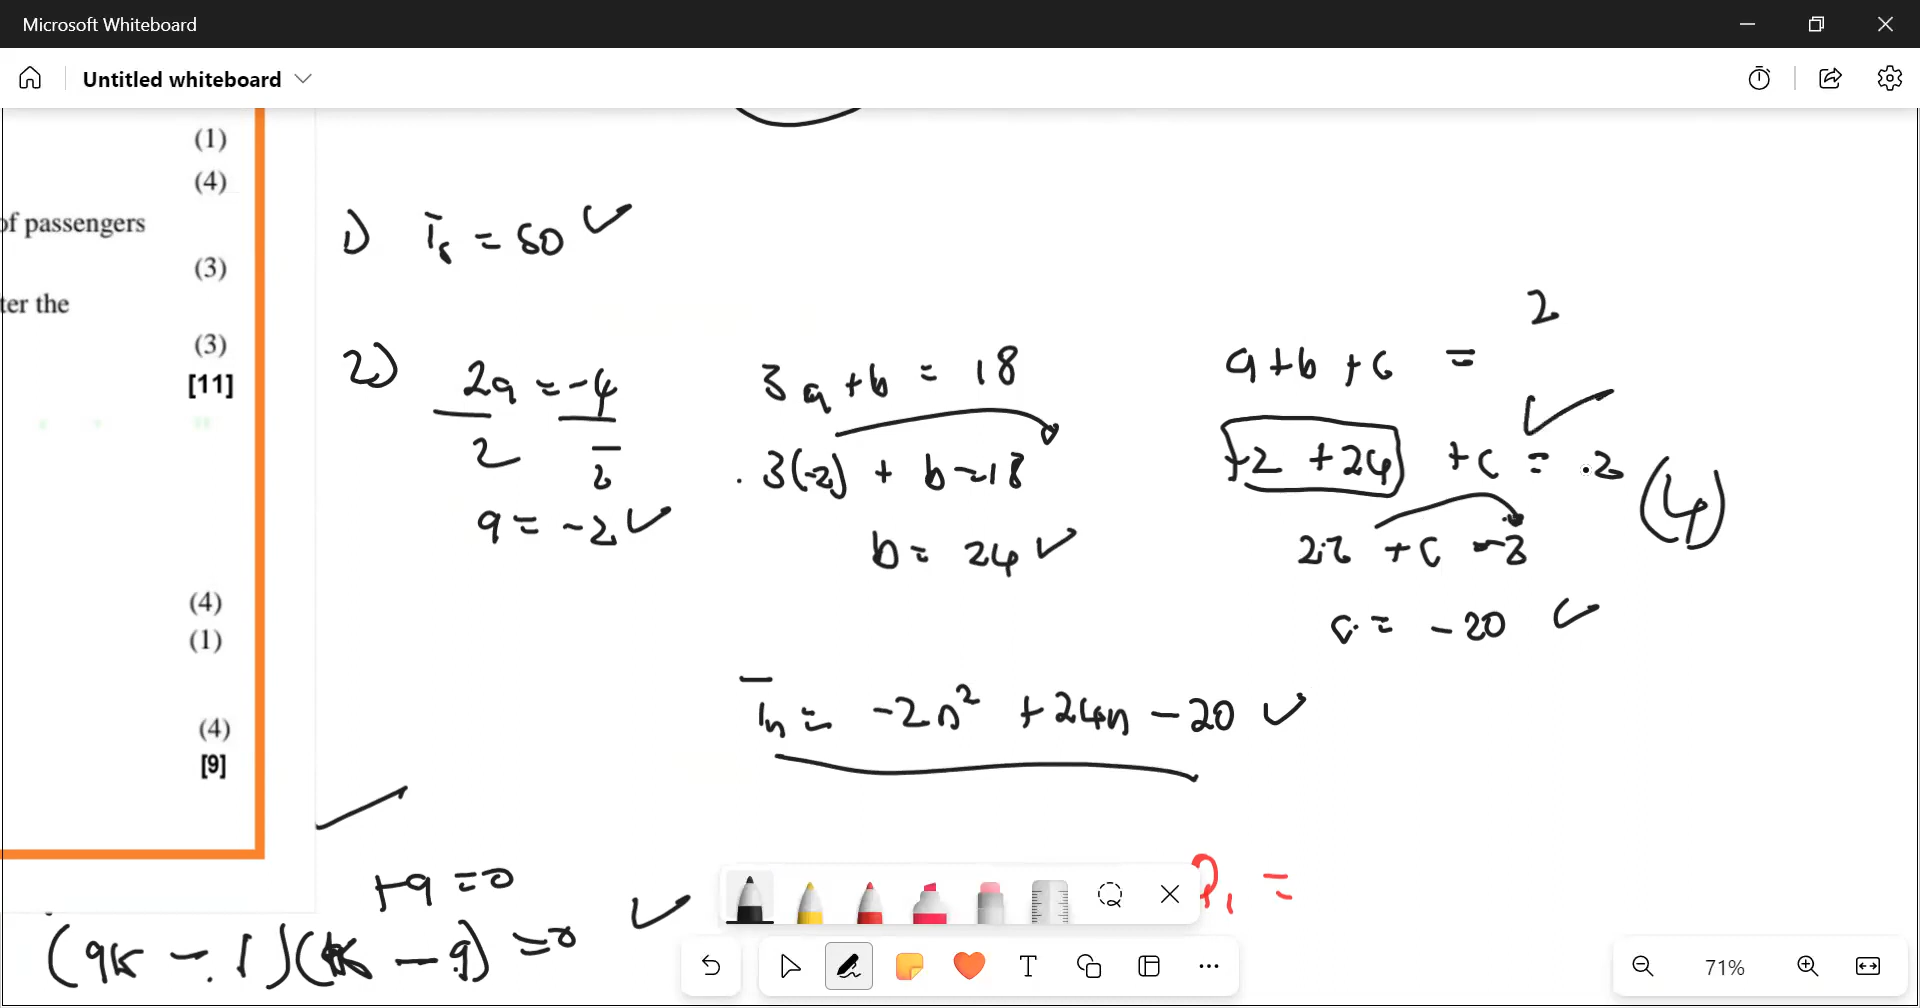 Microsoft Whiteboard
Untitled whiteboard
(1)
(4)
of passengers
(3)
ter the
(3)
[11]
(4)
(1)
(4)
[9]
1) T₅ = 50 ✓
2) 2a = -4
2 2
a = -2 ✓
3a + b = 18
3(-2) + b = 18
b = 24 ✓
a + b + c = 2
-2 + 24 + c = 2 ✓
(4)
22 + c = 2
c = -20 ✓
Tn = -2n² + 24n - 20 ✓
+9 = 0
(9k - 1)(k - 9) = 0 ✓
=
T
71%